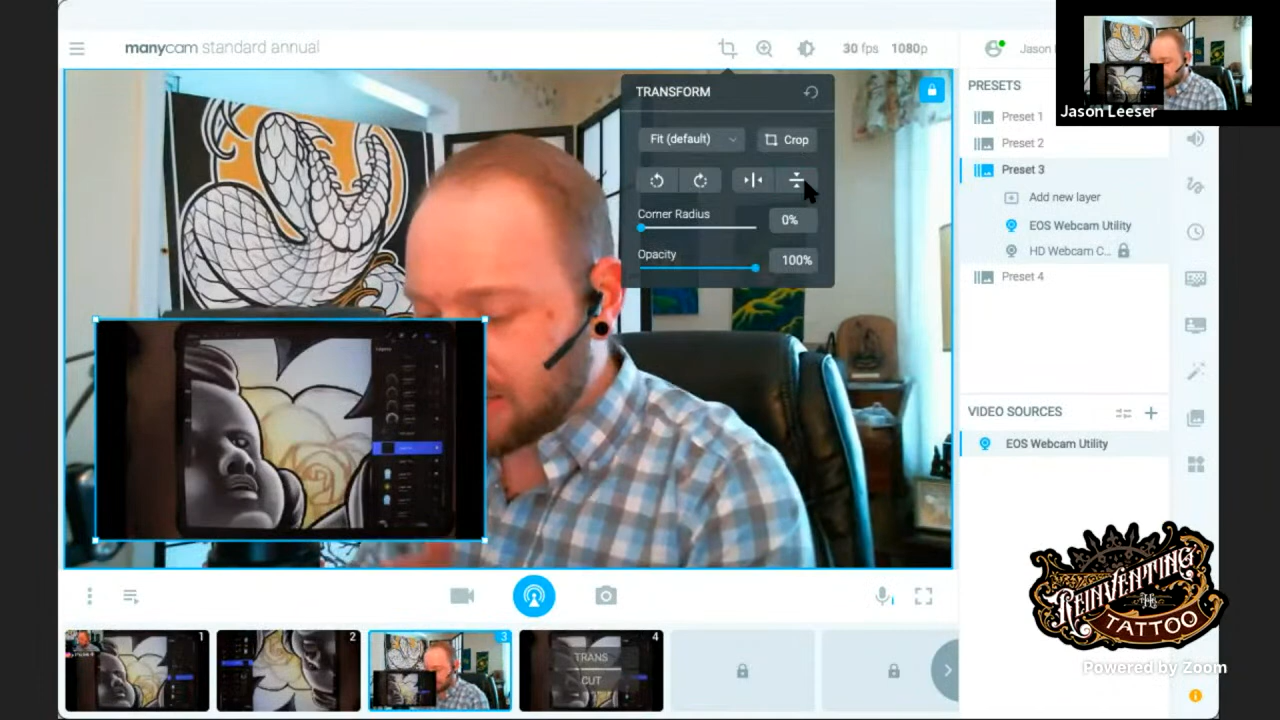 manycam standard annual
30 fps 1080p
Jason
Jason Leeser
TRANSFORM
Fit (default)
Crop
Corner Radius
0%
Opacity
100%
PRESETS
Preset 1
Preset 2
Preset 3
Add new layer
EOS Webcam Utility
HD Webcam C...
Preset 4
VIDEO SOURCES
EOS Webcam Utility
REINVENTING
THE
TATTOO
Powered by Zoom
1
2
3
4
TRANS
CUT